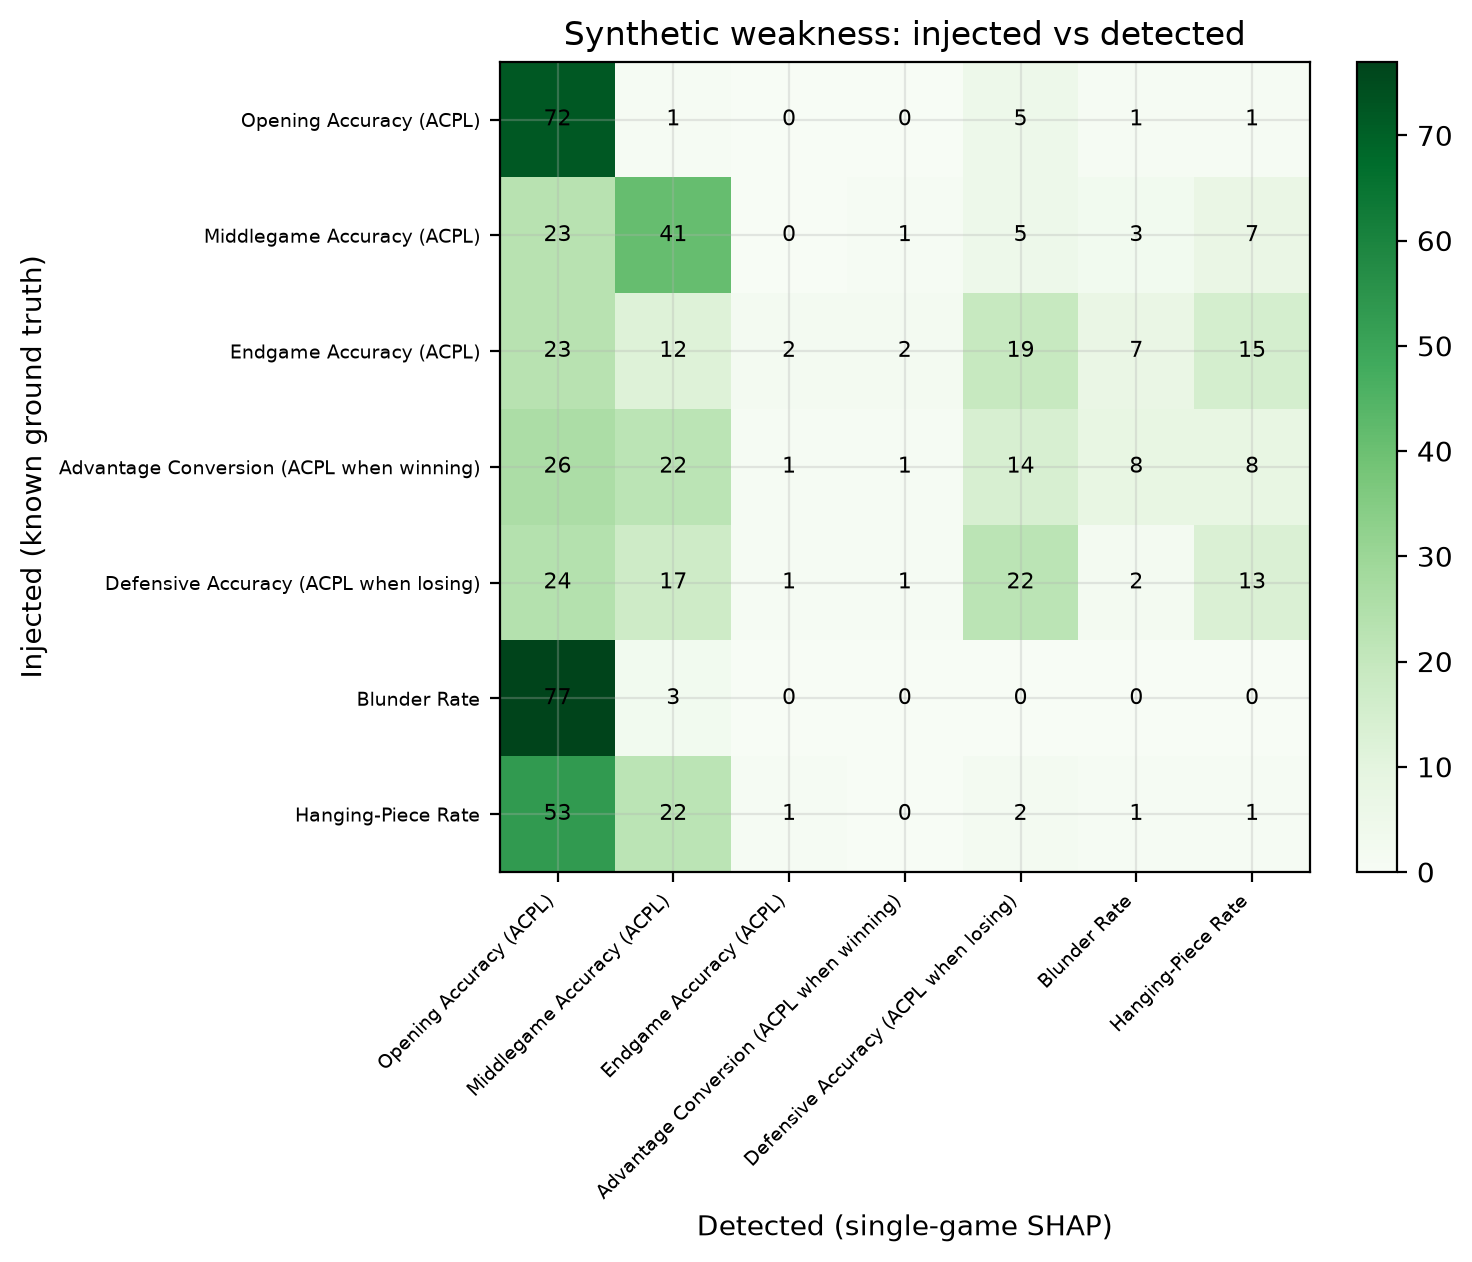 Synthetic weakness: injected vs detected
Injected (known ground truth)
Opening Accuracy (ACPL) 72 1 0 0 5 1 1
Middlegame Accuracy (ACPL) 23 41 0 1 5 3 7
Endgame Accuracy (ACPL) 23 12 2 2 19 7 15
Advantage Conversion (ACPL when winning) 26 22 1 1 14 8 8
Defensive Accuracy (ACPL when losing) 24 17 1 1 22 2 13
Blunder Rate 77 3 0 0 0 0 0
Hanging-Piece Rate 53 22 1 0 2 1 1
Opening Accuracy (ACPL)
Middlegame Accuracy (ACPL)
Endgame Accuracy (ACPL)
Advantage Conversion (ACPL when winning)
Defensive Accuracy (ACPL when losing)
Blunder Rate
Hanging-Piece Rate
Detected (single-game SHAP)
70
60
50
40
30
20
10
0